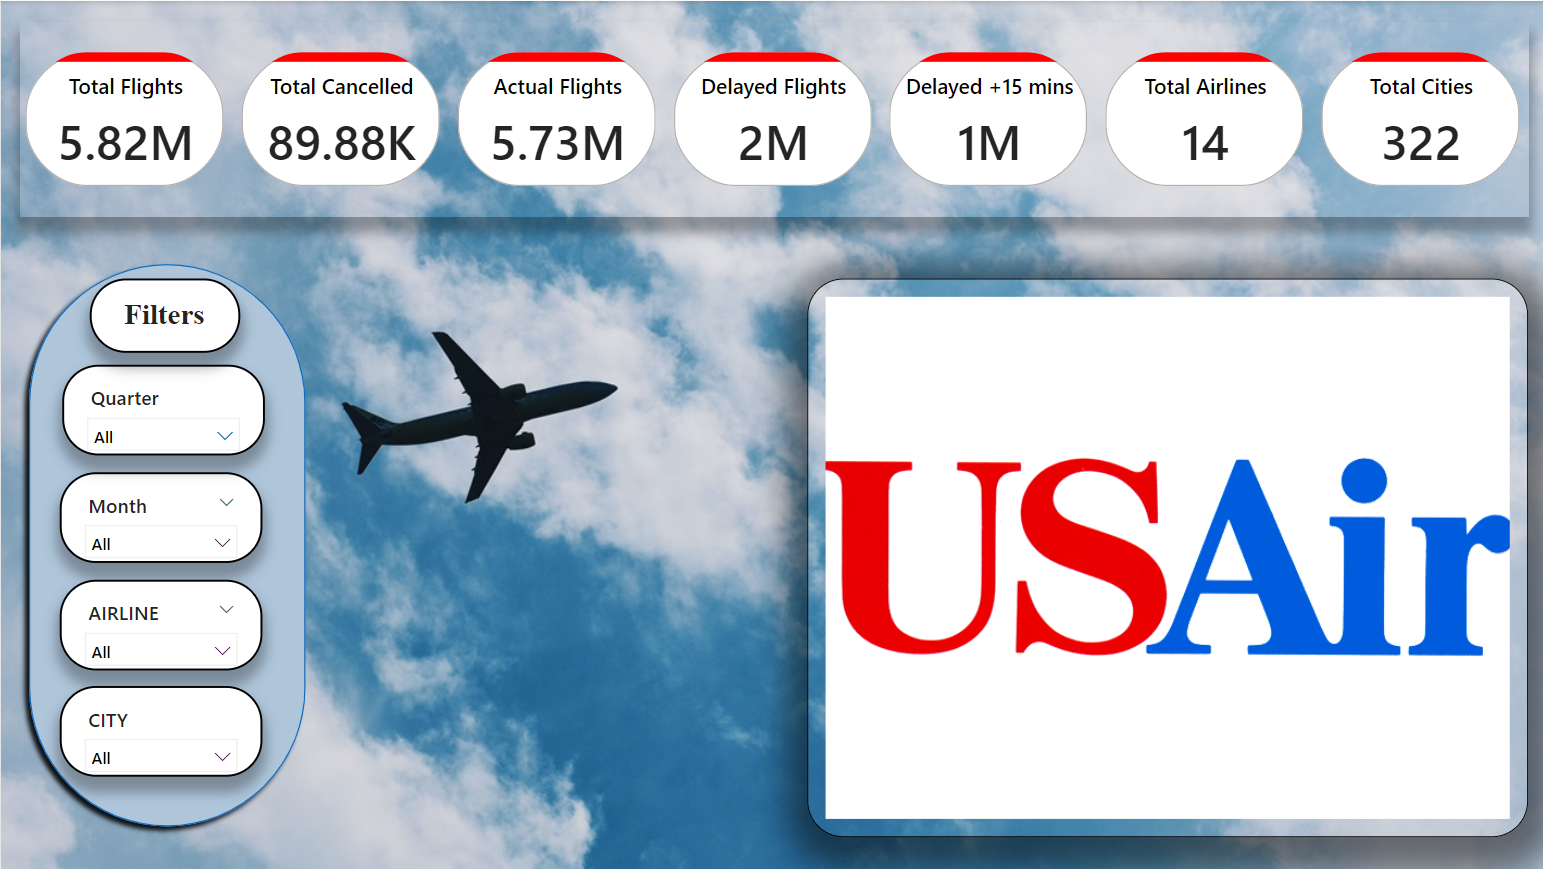 Total Flights
5.82M
Total Cancelled
89.88K
Actual Flights
5.73M
Delayed Flights
2M
Delayed +15 mins
1M
Total Airlines
14
Total Cities
322
Filters
Quarter
All
Month
All
AIRLINE
All
CITY
All
USAir